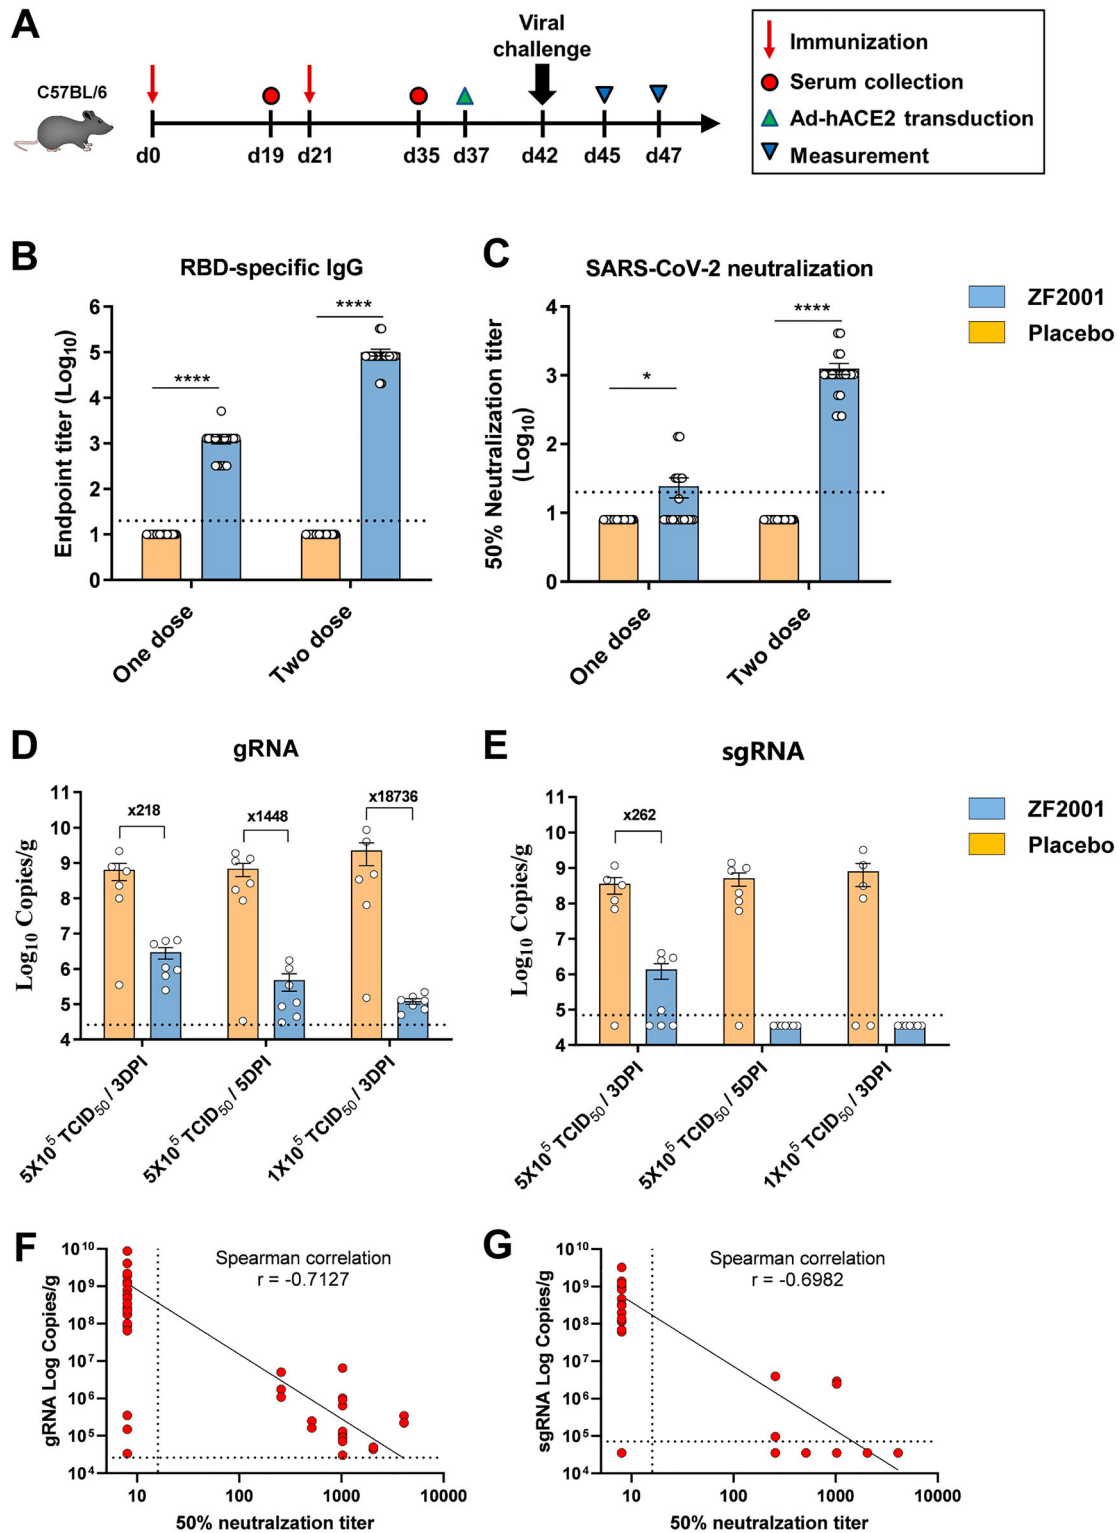 A
C57BL/6
Viral
challenge
d0
d19
d21
d35
d37
d42
d45
d47
Immunization
Serum collection
Ad-hACE2 transduction
Measurement
B
RBD-specific IgG
Endpoint titer (Log10)
6
5
4
3
2
1
0
****
****
One dose
Two dose
C
SARS-CoV-2 neutralization
50% Neutralization titer
(Log10)
4
3
2
1
0
*
****
One dose
Two dose
ZF2001
Placebo
D
gRNA
Log10 Copies/g
11
10
9
8
7
6
5
4
x218
x1448
x18736
5X10^5 TCID50 / 3DPI
5X10^5 TCID50 / 5DPI
1X10^5 TCID50 / 3DPI
E
sgRNA
Log10 Copies/g
11
10
9
8
7
6
5
4
x262
5X10^5 TCID50 / 3DPI
5X10^5 TCID50 / 5DPI
1X10^5 TCID50 / 3DPI
ZF2001
Placebo
F
Spearman correlation
r = -0.7127
gRNA Log Copies/g
10^10
10^9
10^8
10^7
10^6
10^5
10^4
10
100
1000
10000
50% neutralzation titer
G
Spearman correlation
r = -0.6982
sgRNA Log Copies/g
10^10
10^9
10^8
10^7
10^6
10^5
10^4
10
100
1000
10000
50% neutralzation titer